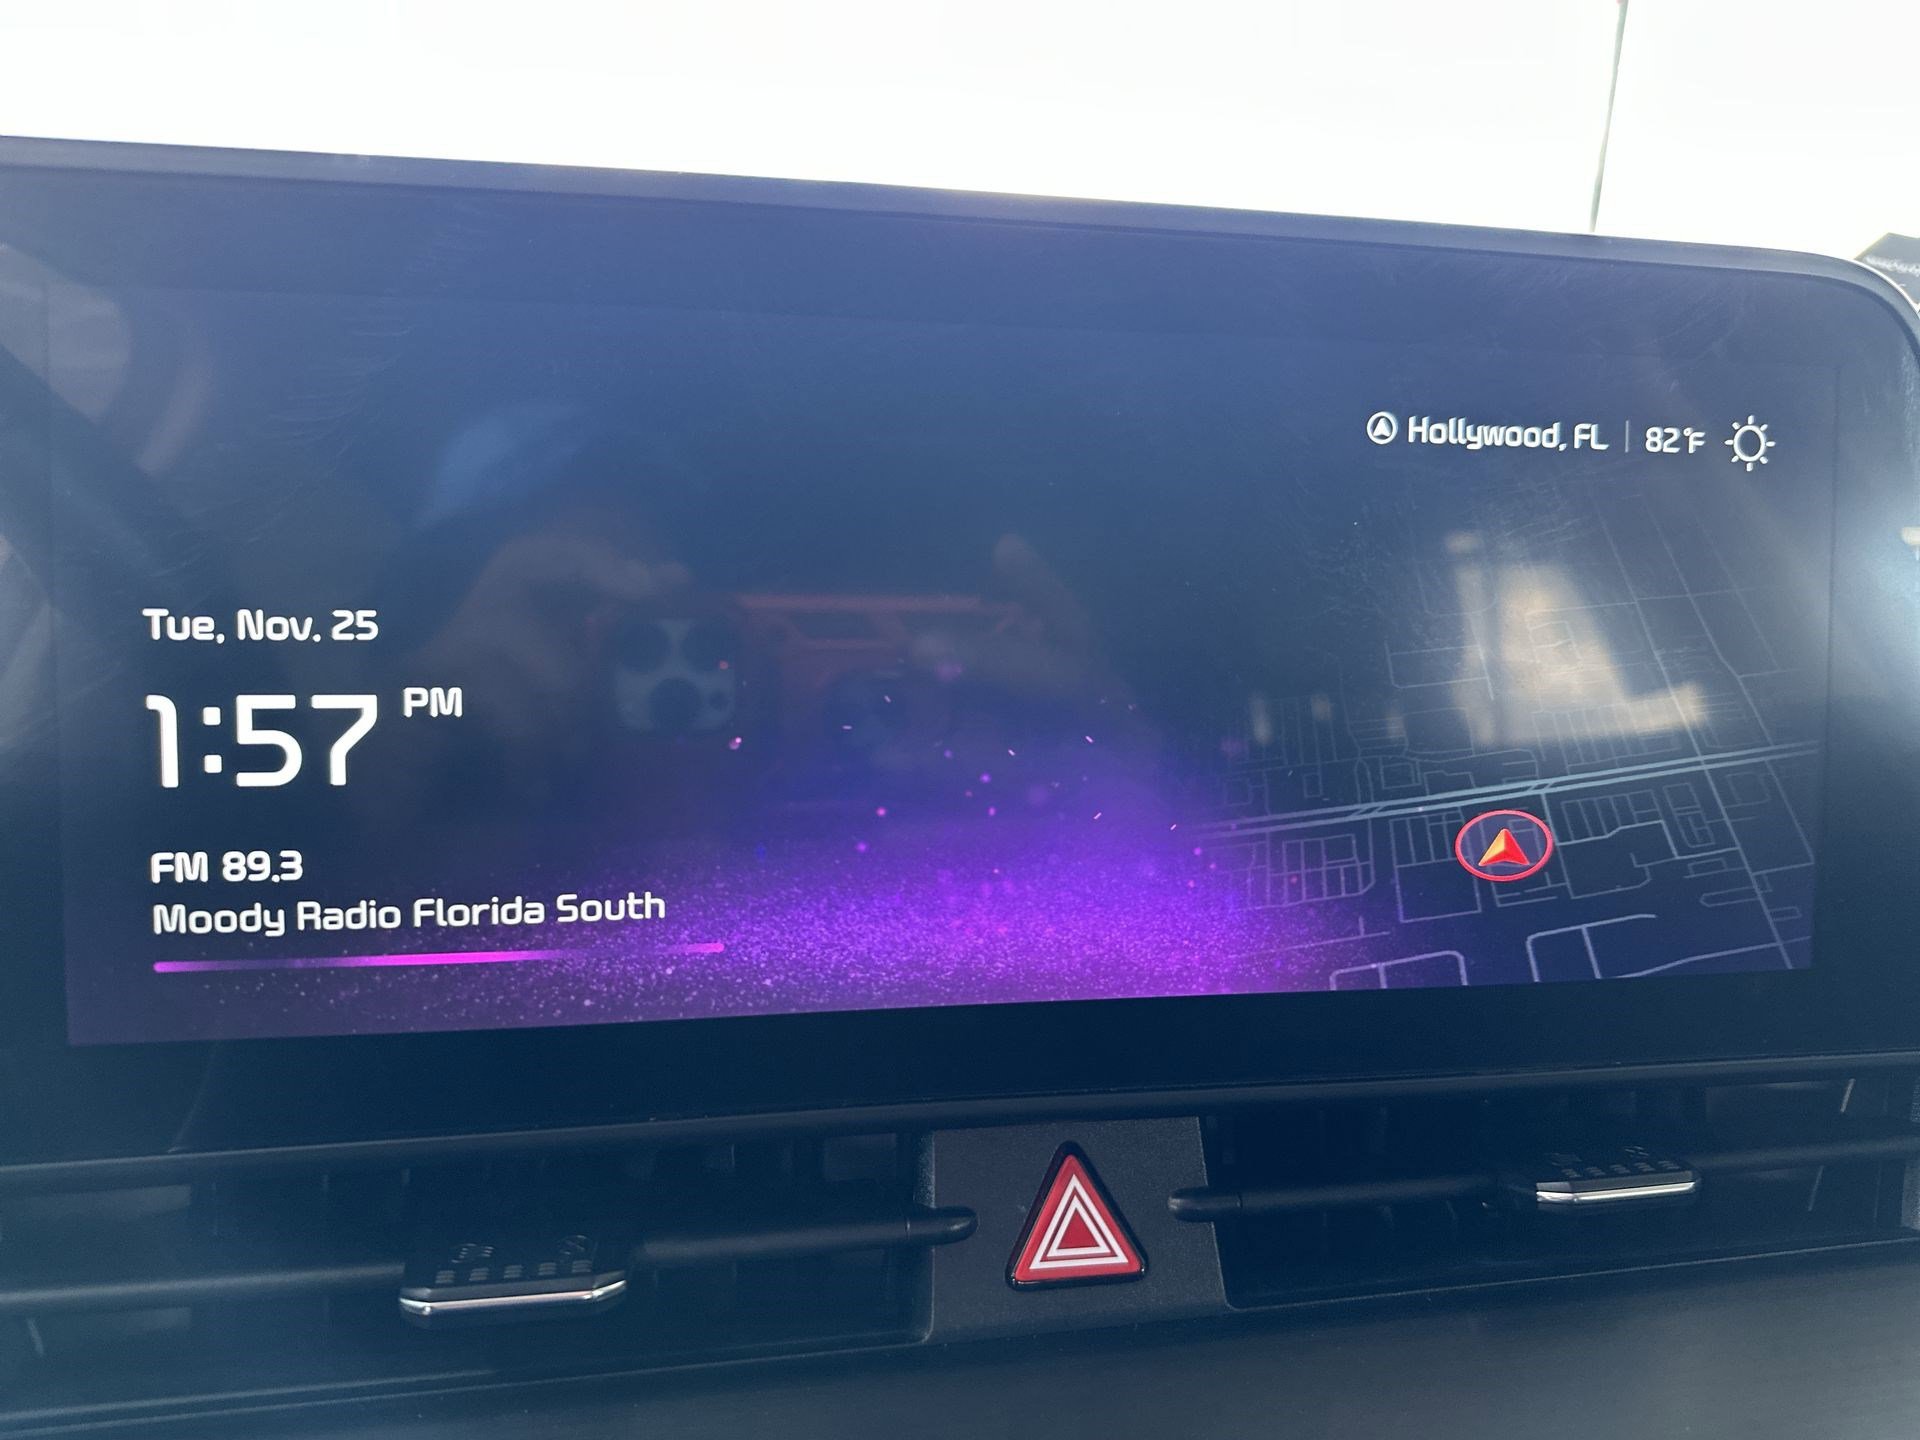 Hollywood, FL | 82°F
Tue, Nov. 25
1:57 PM
FM 89.3
Moody Radio Florida South